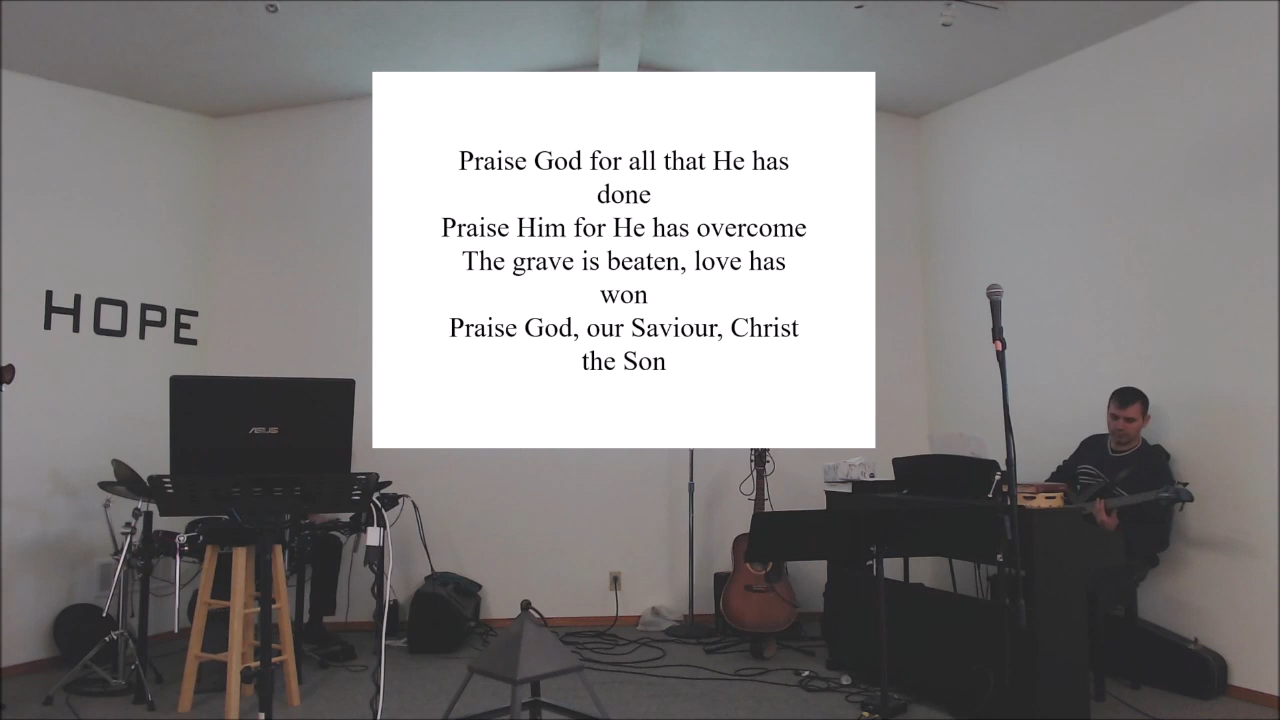 Praise God for all that He has
done
Praise Him for He has overcome
The grave is beaten, love has
won
Praise God, our Saviour, Christ
the Son
HOPE
ASUS